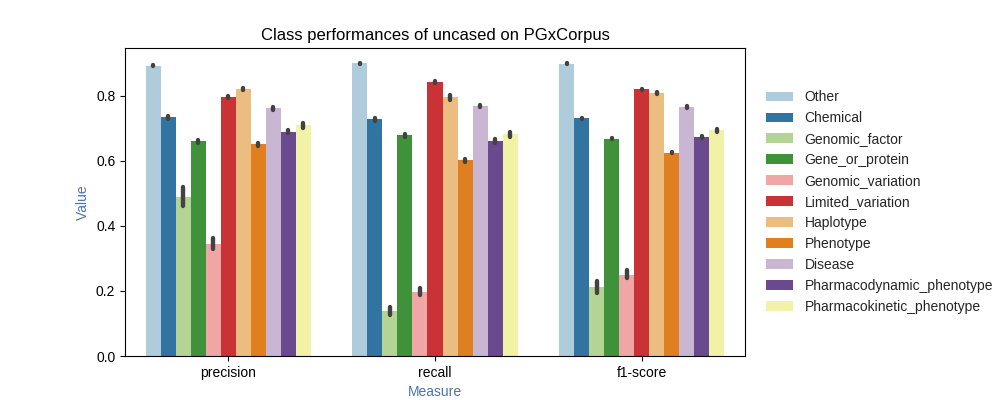 Class performances of uncased on PGxCorpus
0.8
0.6
0.4
0.2
0.0
Value
precision
recall
f1-score
Measure
Other
Chemical
Genomic_factor
Gene_or_protein
Genomic_variation
Limited_variation
Haplotype
Phenotype
Disease
Pharmacodynamic_phenotype
Pharmacokinetic_phenotype